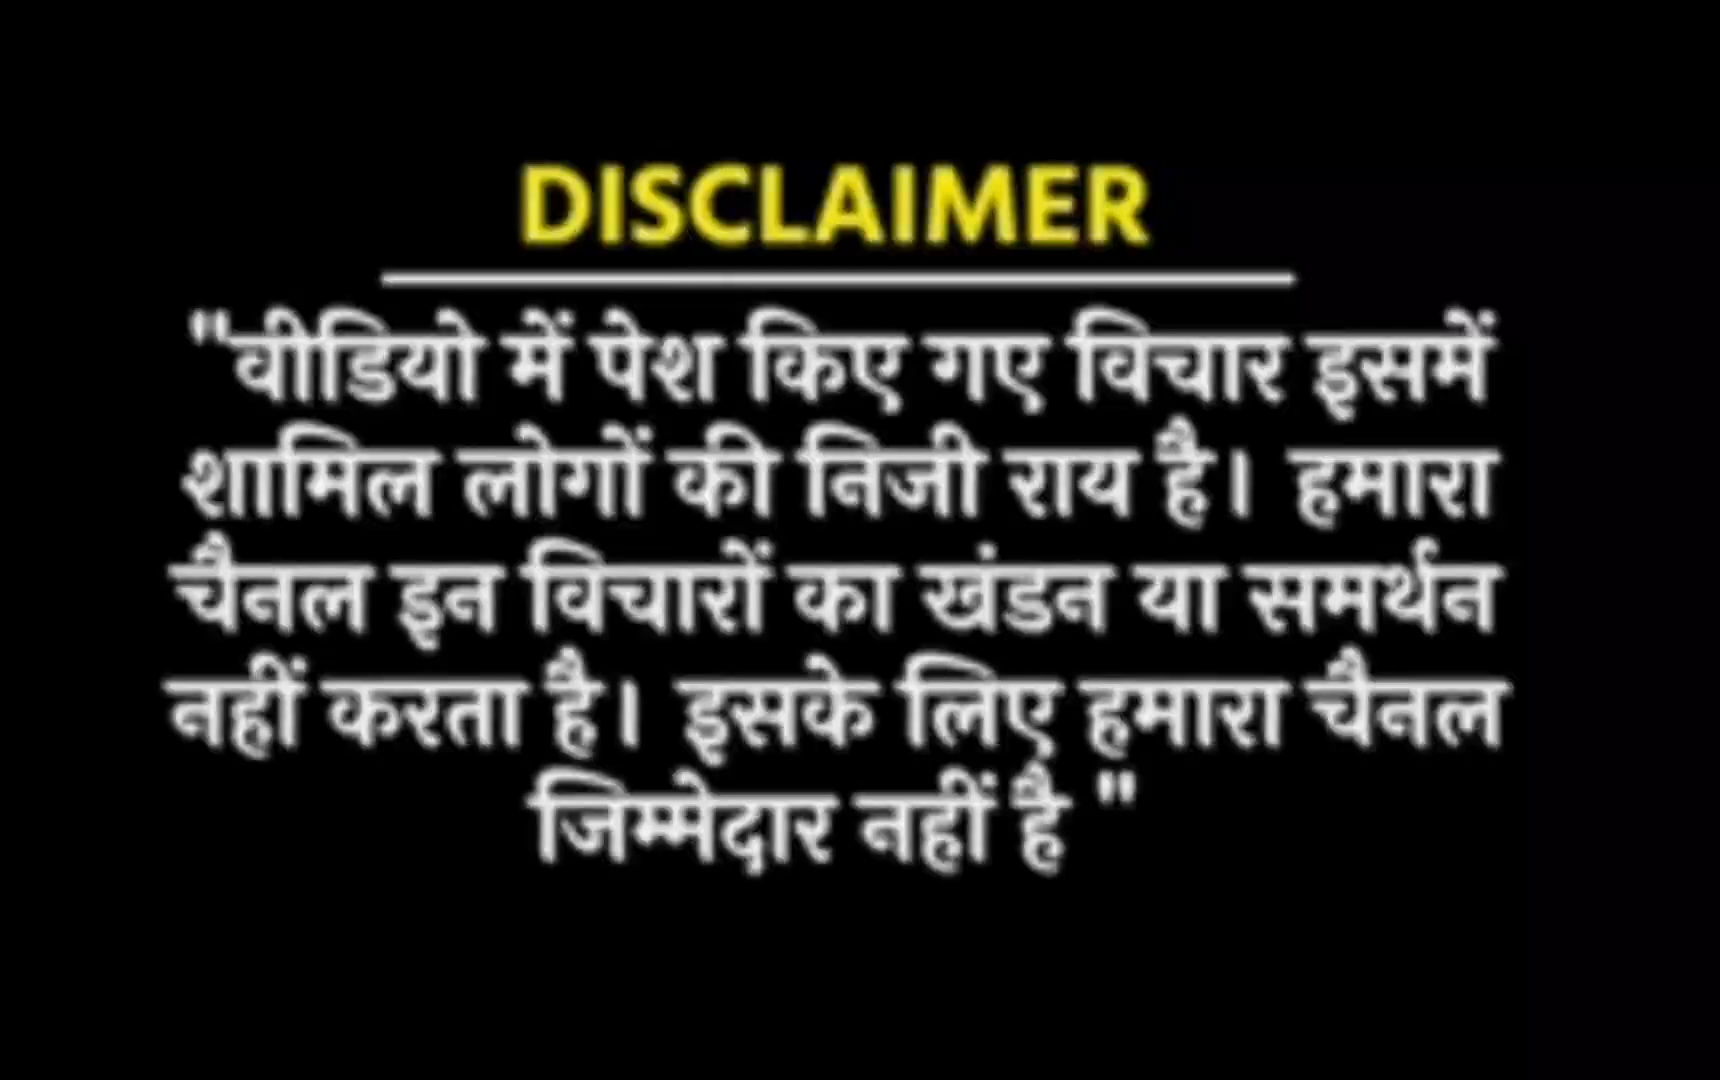 DISCLAIMER
"वीडियो में पेश किए गए विचार इसमें
शामिल लोगों की निजी राय है। हमारा
चैनल इन विचारों का खंडन या समर्थन
नहीं करता है। इसके लिए हमारा चैनल
जिम्मेदार नहीं है "